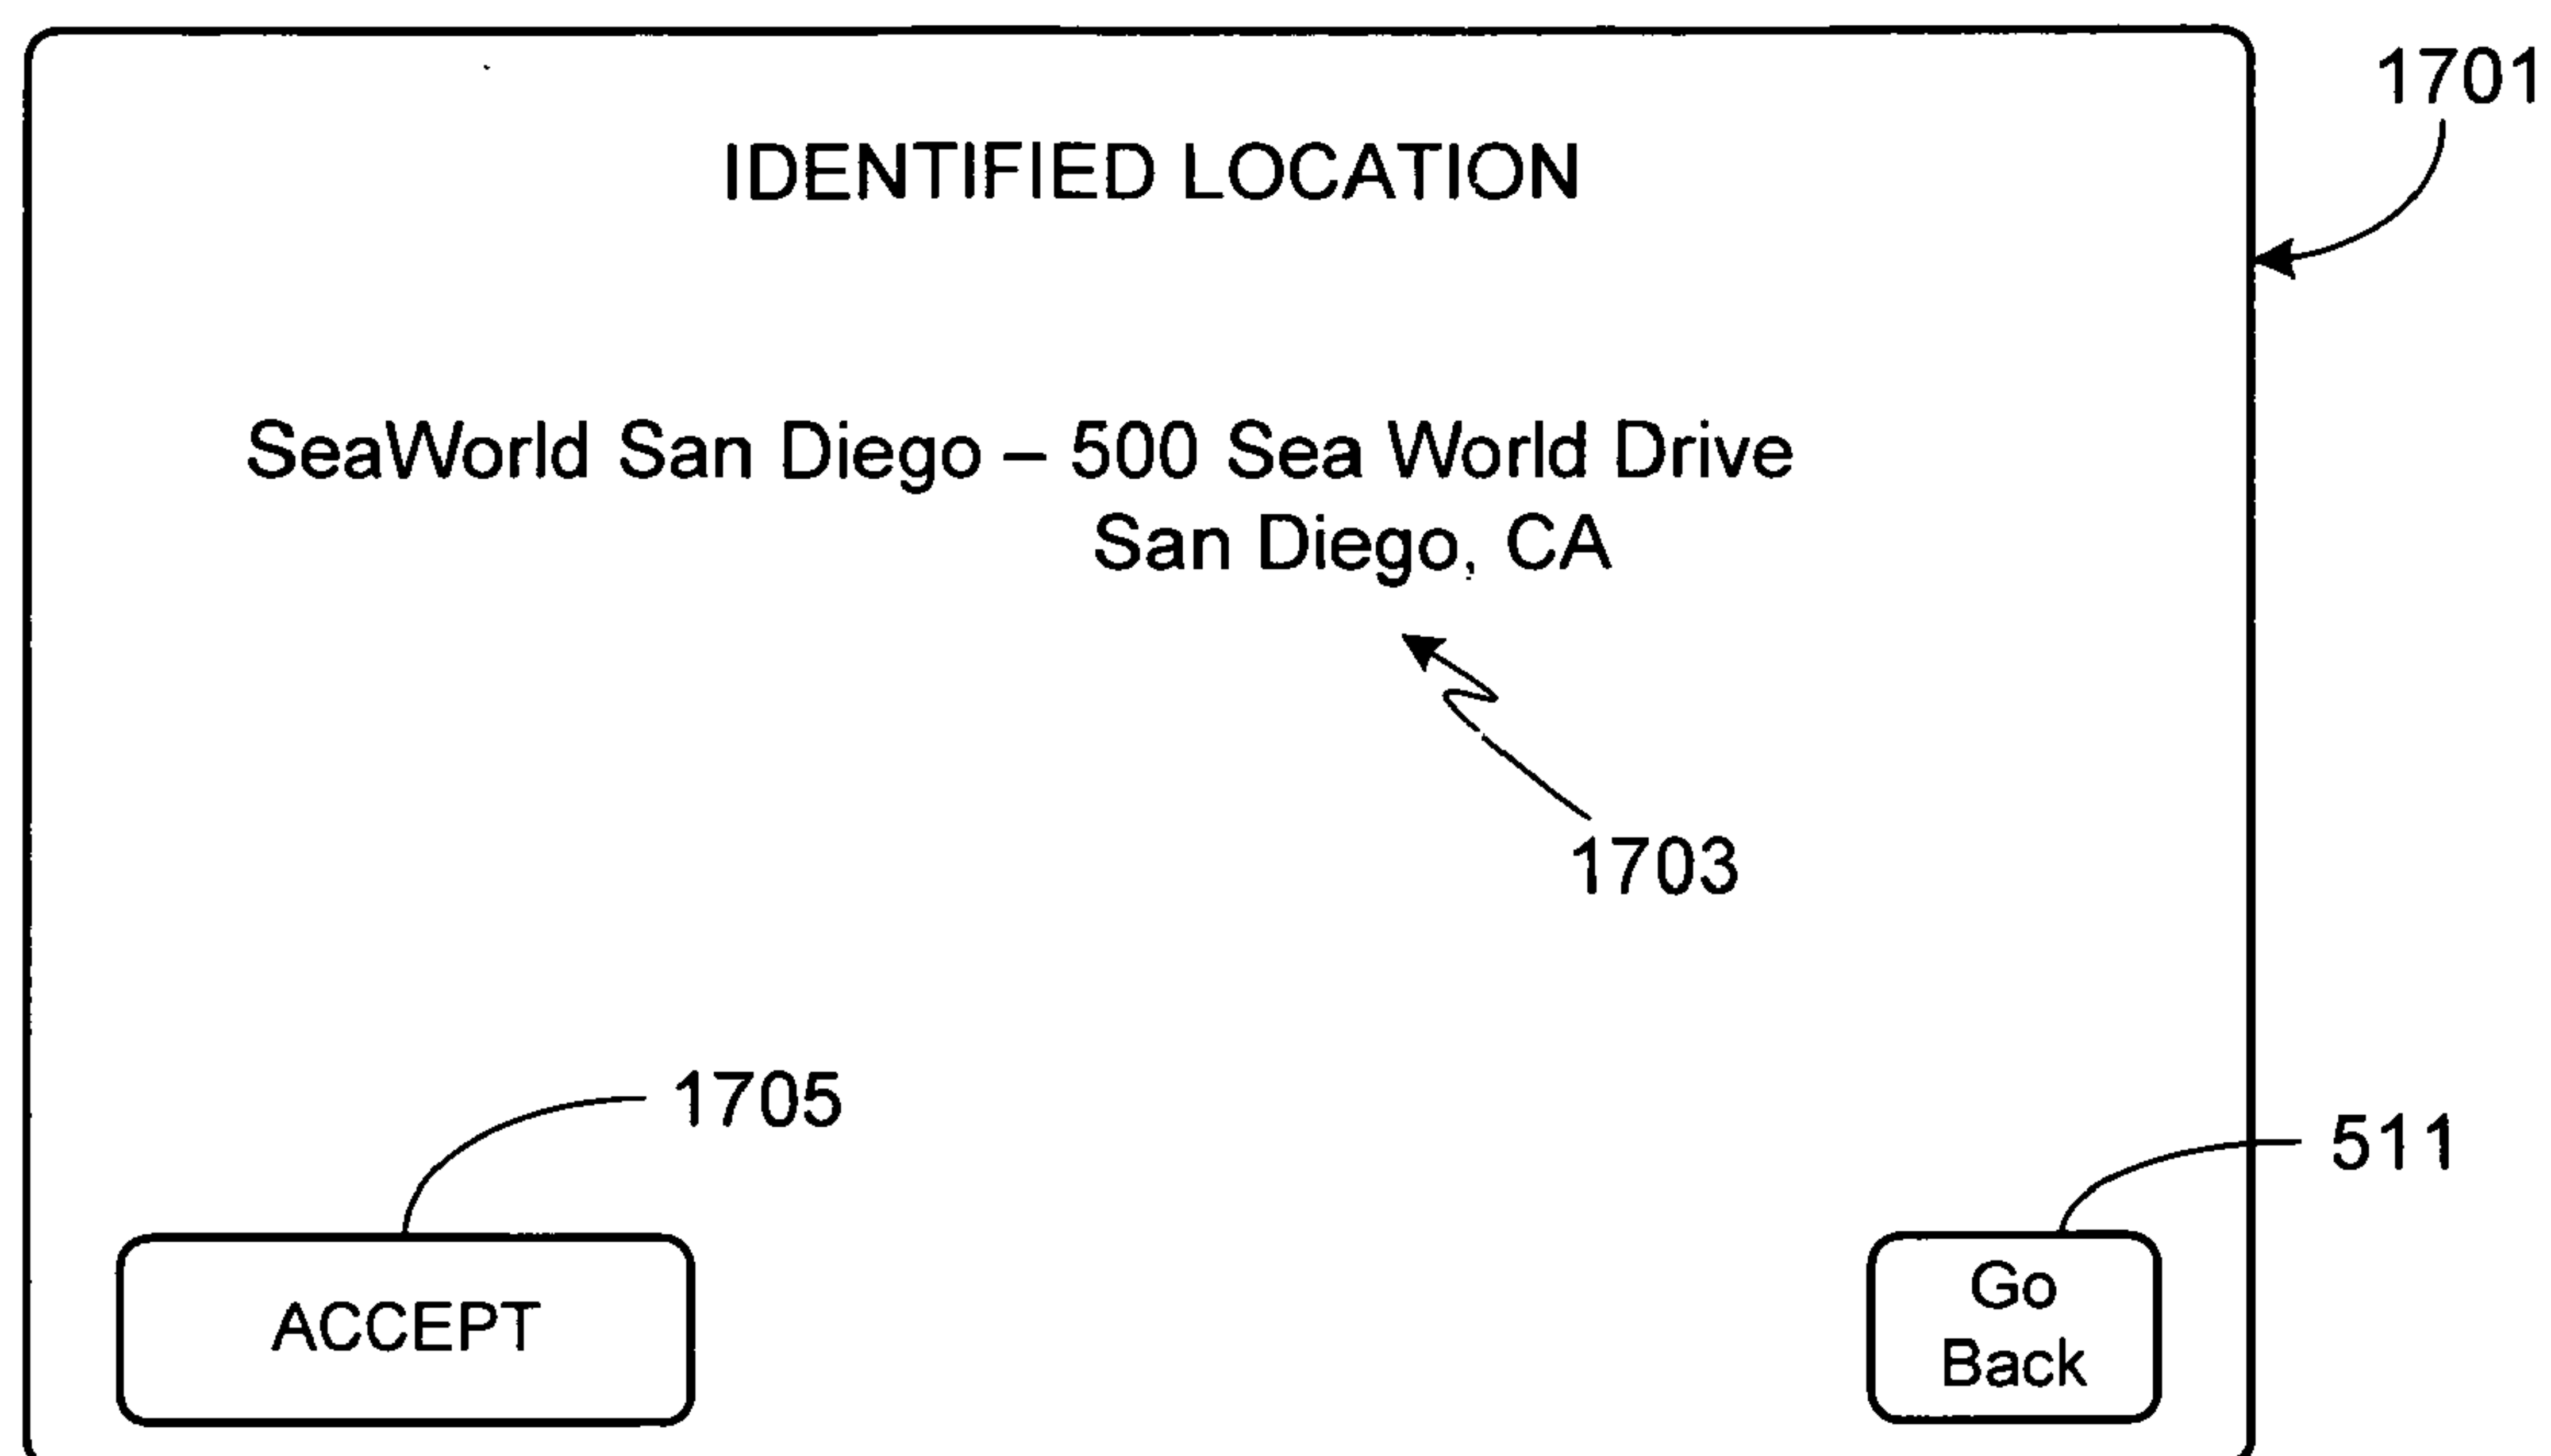 1701
IDENTIFIED LOCATION
SeaWorld San Diego – 500 Sea World Drive
San Diego, CA
1703
1705
511
ACCEPT
Go
Back